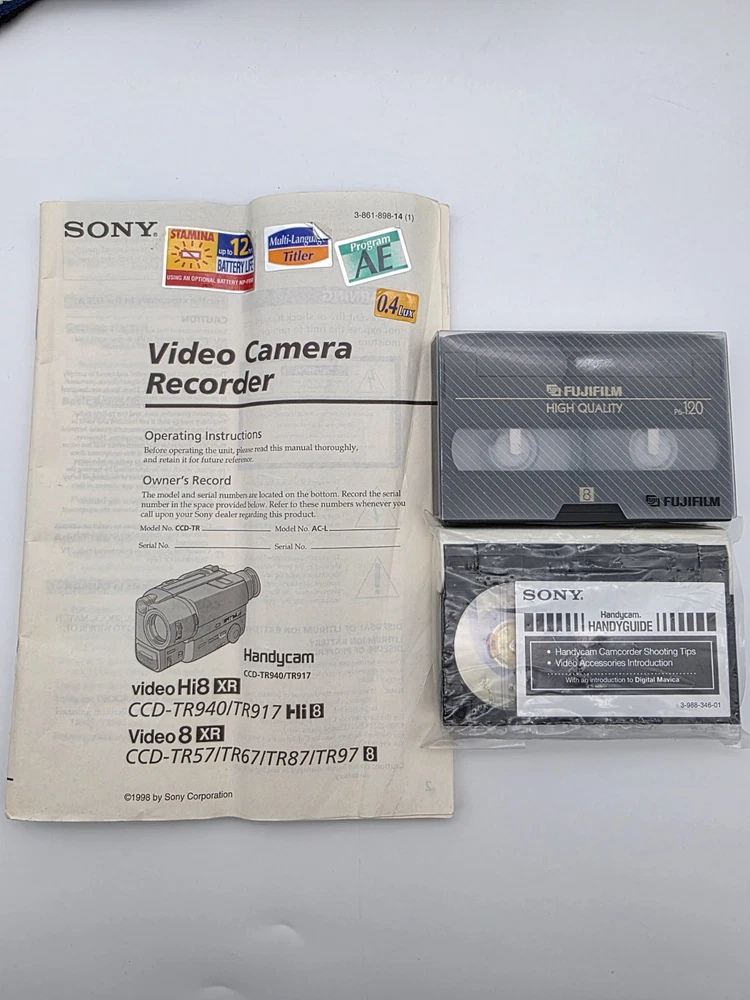 SONY®
3-861-898-14 (1)
STAMINA
up to 12
BATTERY LIFE
USING AN OPTIONAL BATTERY
Multi-Language
Titler
Program
AE
0.4 Lux
Video Camera
Recorder
Operating Instructions
Before operating the unit, please read this manual thoroughly,
and retain it for future reference.
Owner's Record
The model and serial numbers are located on the bottom. Record the serial
number in the space provided below. Refer to these numbers whenever you
call upon your Sony dealer regarding this product.
Model No. CCD-TR Model No. AC-L
Serial No. Serial No.
Handycam
CCD-TR940/TR917
video Hi8 XR
CCD-TR940/TR917 Hi8
Video 8 XR
CCD-TR57/TR67/TR87/TR97 8
©1998 by Sony Corporation
FUJIFILM
HIGH QUALITY P6-120
8
FUJIFILM
SONY®
Handycam.
HANDYGUIDE
• Handycam Camcorder Shooting Tips
• Video Accessories Introduction
With an introduction to Digital Mavica
3-988-346-01